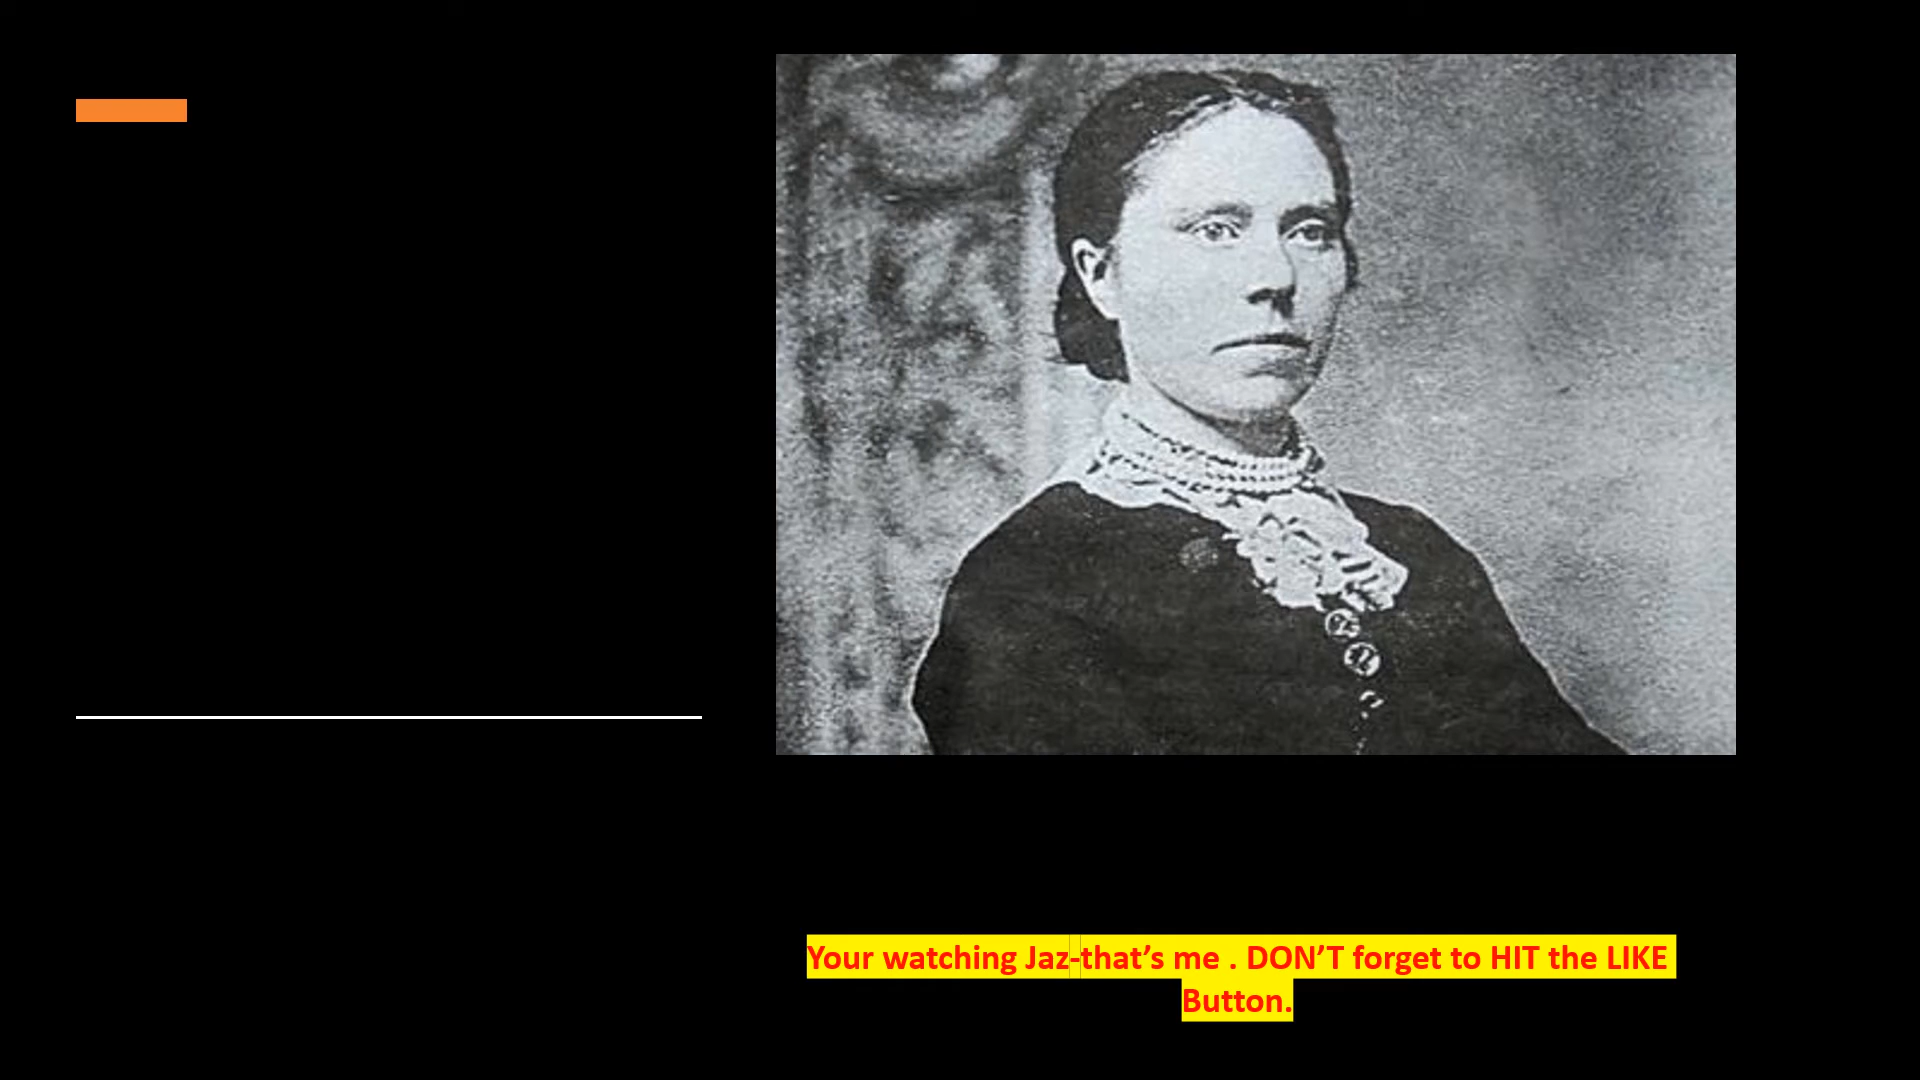 Your watching Jaz-that’s me . DON’T forget to HIT the LIKE
Button.